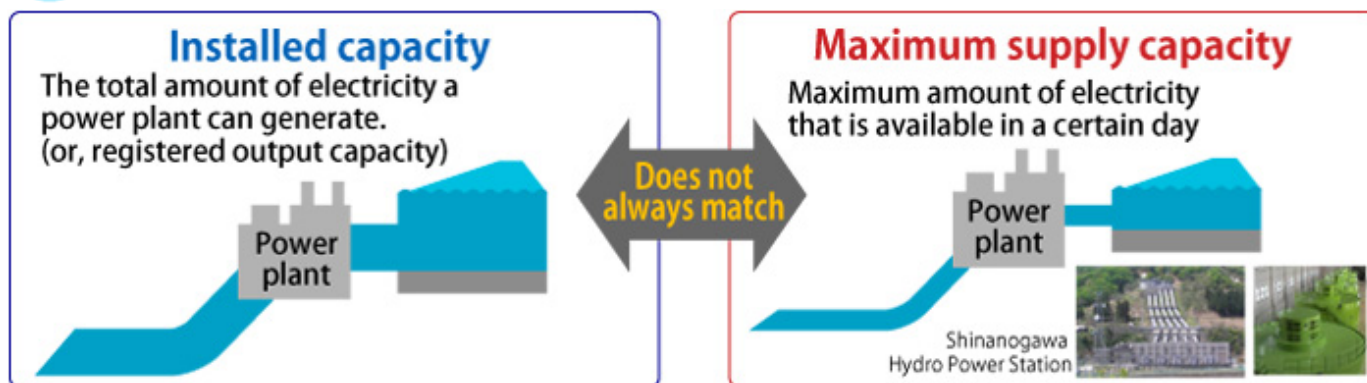 Installed capacity
The total amount of electricity a
power plant can generate.
(or, registered output capacity)
Power
plant
Does not
always match
Maximum supply capacity
Maximum amount of electricity
that is available in a certain day
Power
plant
Shinanogawa
Hydro Power Station